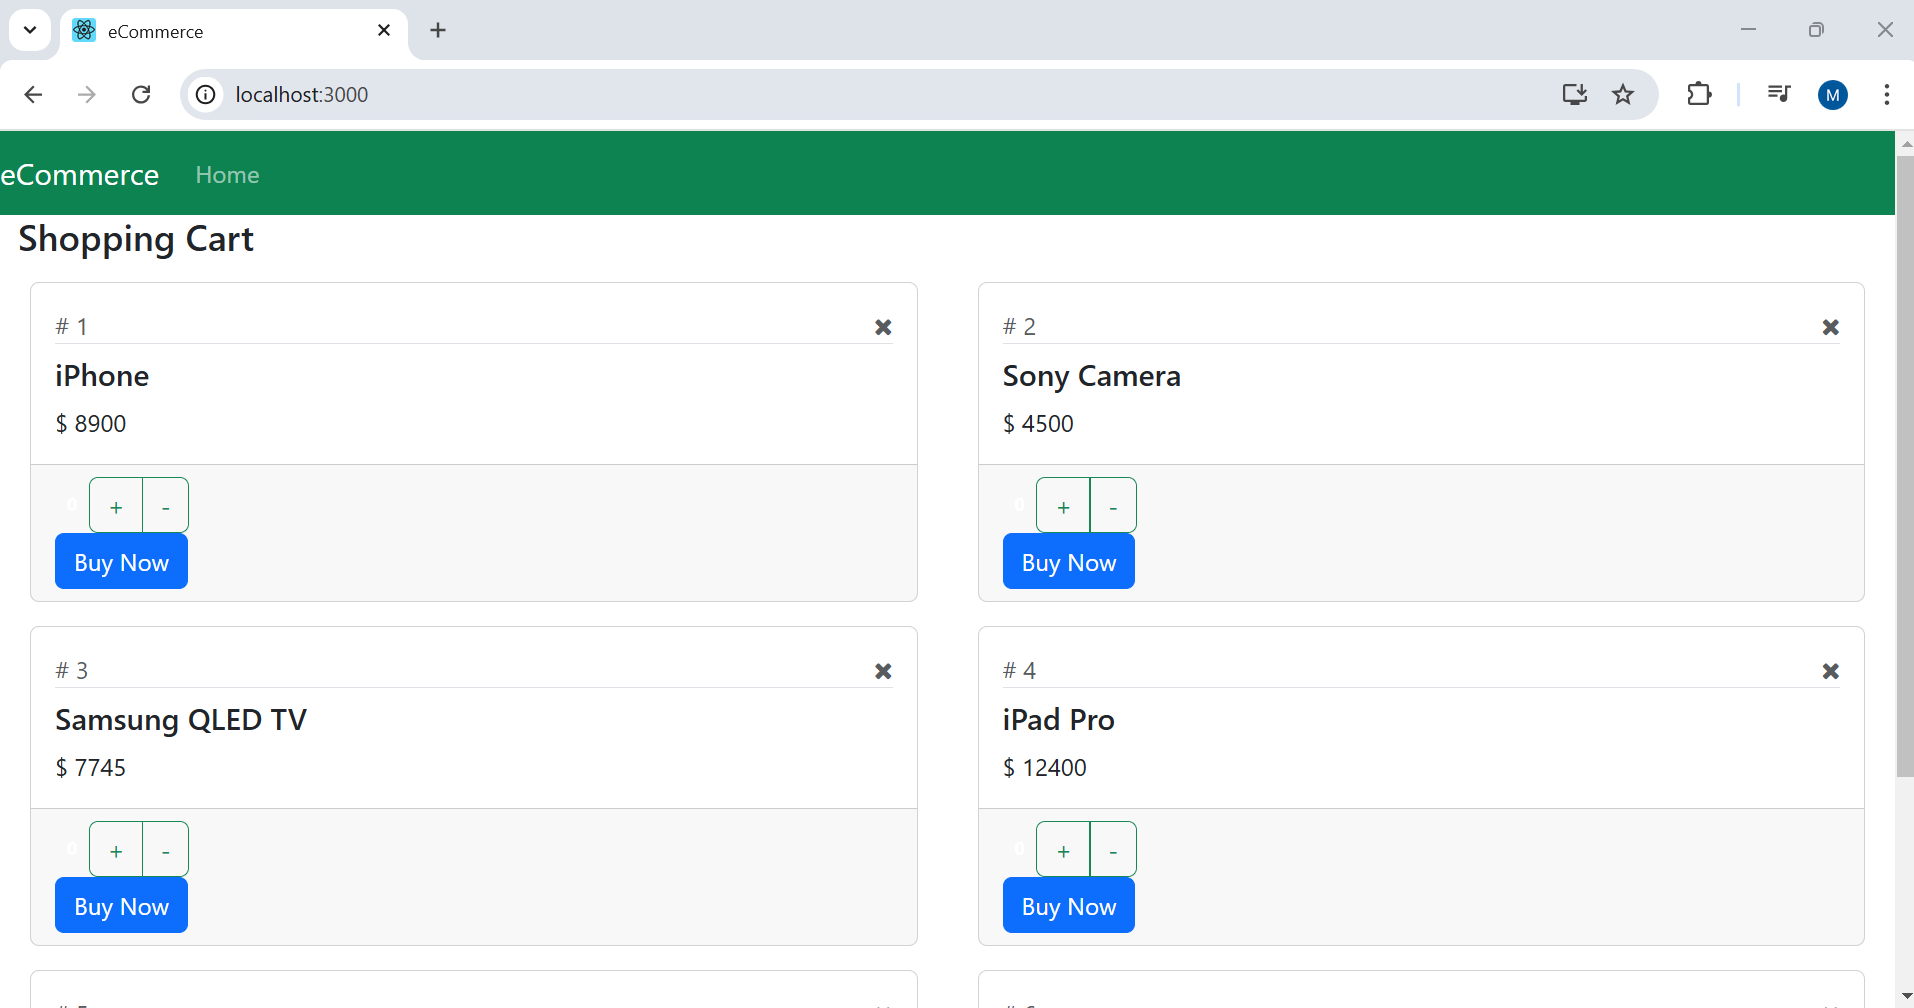 eCommerce
localhost:3000
M
eCommerce Home
Shopping Cart
# 1
iPhone
$ 8900
0 + -
Buy Now
# 2
Sony Camera
$ 4500
0 + -
Buy Now
# 3
Samsung QLED TV
$ 7745
0 + -
Buy Now
# 4
iPad Pro
$ 12400
0 + -
Buy Now